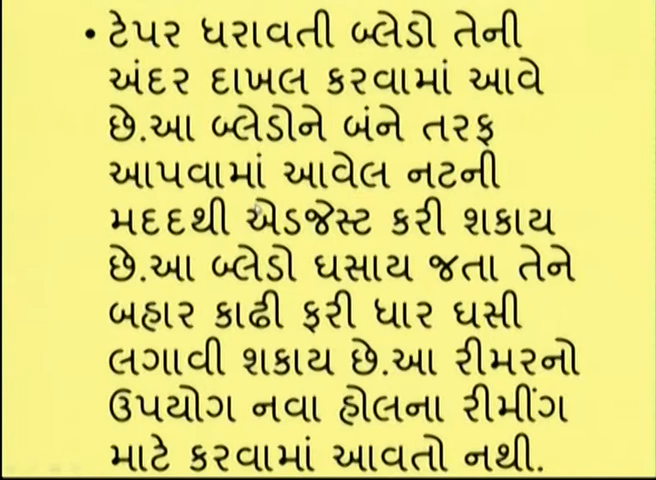 • ટેપર ધરાવતી બ્લેડો તેની
અંદર દાખલ કરવામાં આવે
છે.આ બ્લેડોને બંને તરફ
આપવામાં આવેલ નટની
મદદથી એડજેસ્ટ કરી શકાય
છે.આ બ્લેડો ઘસાય જતા તેને
બહાર કાઢી ફરી ધાર ઘસી
લગાવી શકાય છે.આ રીમરનો
ઉપયોગ નવા હોલના રીમીંગ
માટે કરવામાં આવતો નથી.